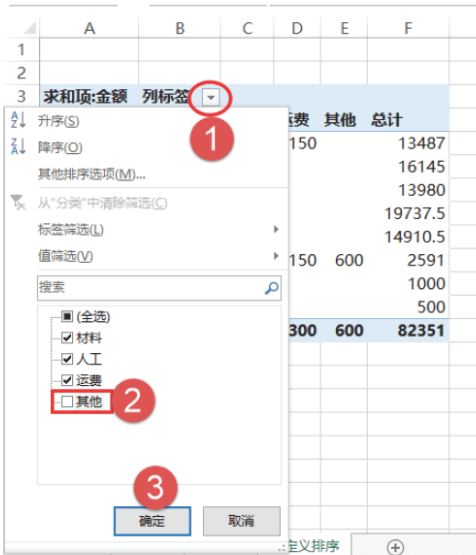 A B C D E F
1
2
3 求和项:金额 列标签
升序(S) 费 其他 总计
1
降序(O) 150 13487
其他排序选项(M)... 16145
13980
从"分类"中清除筛选(C)
19737.5
标签筛选(L) 14910.5
值筛选(V) 150 600 2591
搜索 1000
500
(全选)
材料 300 600 82351
人工
运费
其他 2
3
确定 取消
定义排序